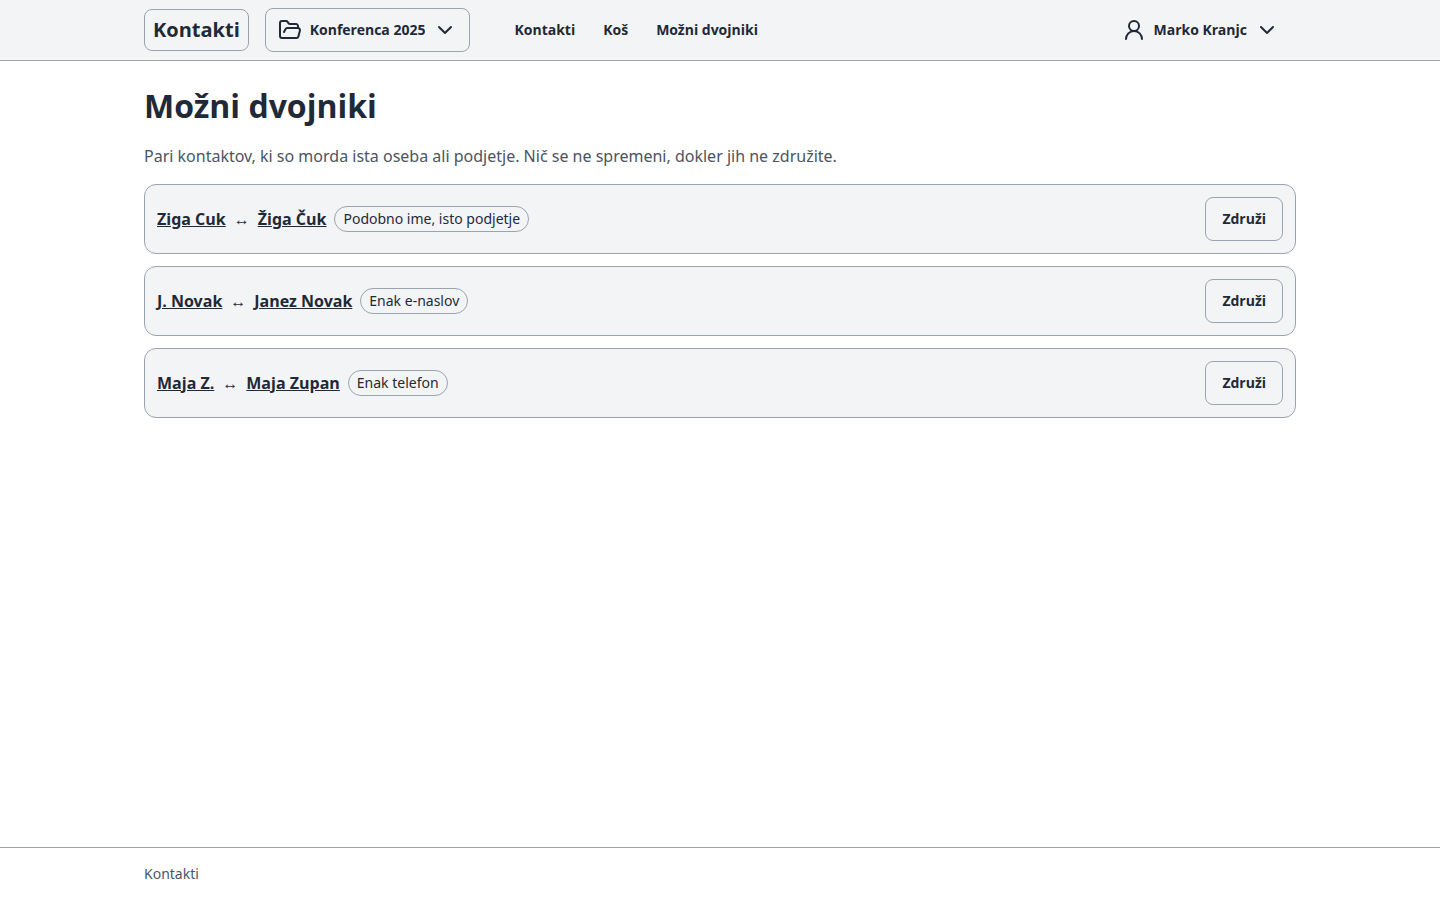 Kontakti Konferenca 2025 Kontakti Koš Možni dvojniki Marko Kranjc
Možni dvojniki
Pari kontaktov, ki so morda ista oseba ali podjetje. Nič se ne spremeni, dokler jih ne združite.
Ziga Cuk ↔ Žiga Čuk Podobno ime, isto podjetje Združi
J. Novak ↔ Janez Novak Enak e-naslov Združi
Maja Z. ↔ Maja Zupan Enak telefon Združi
Kontakti